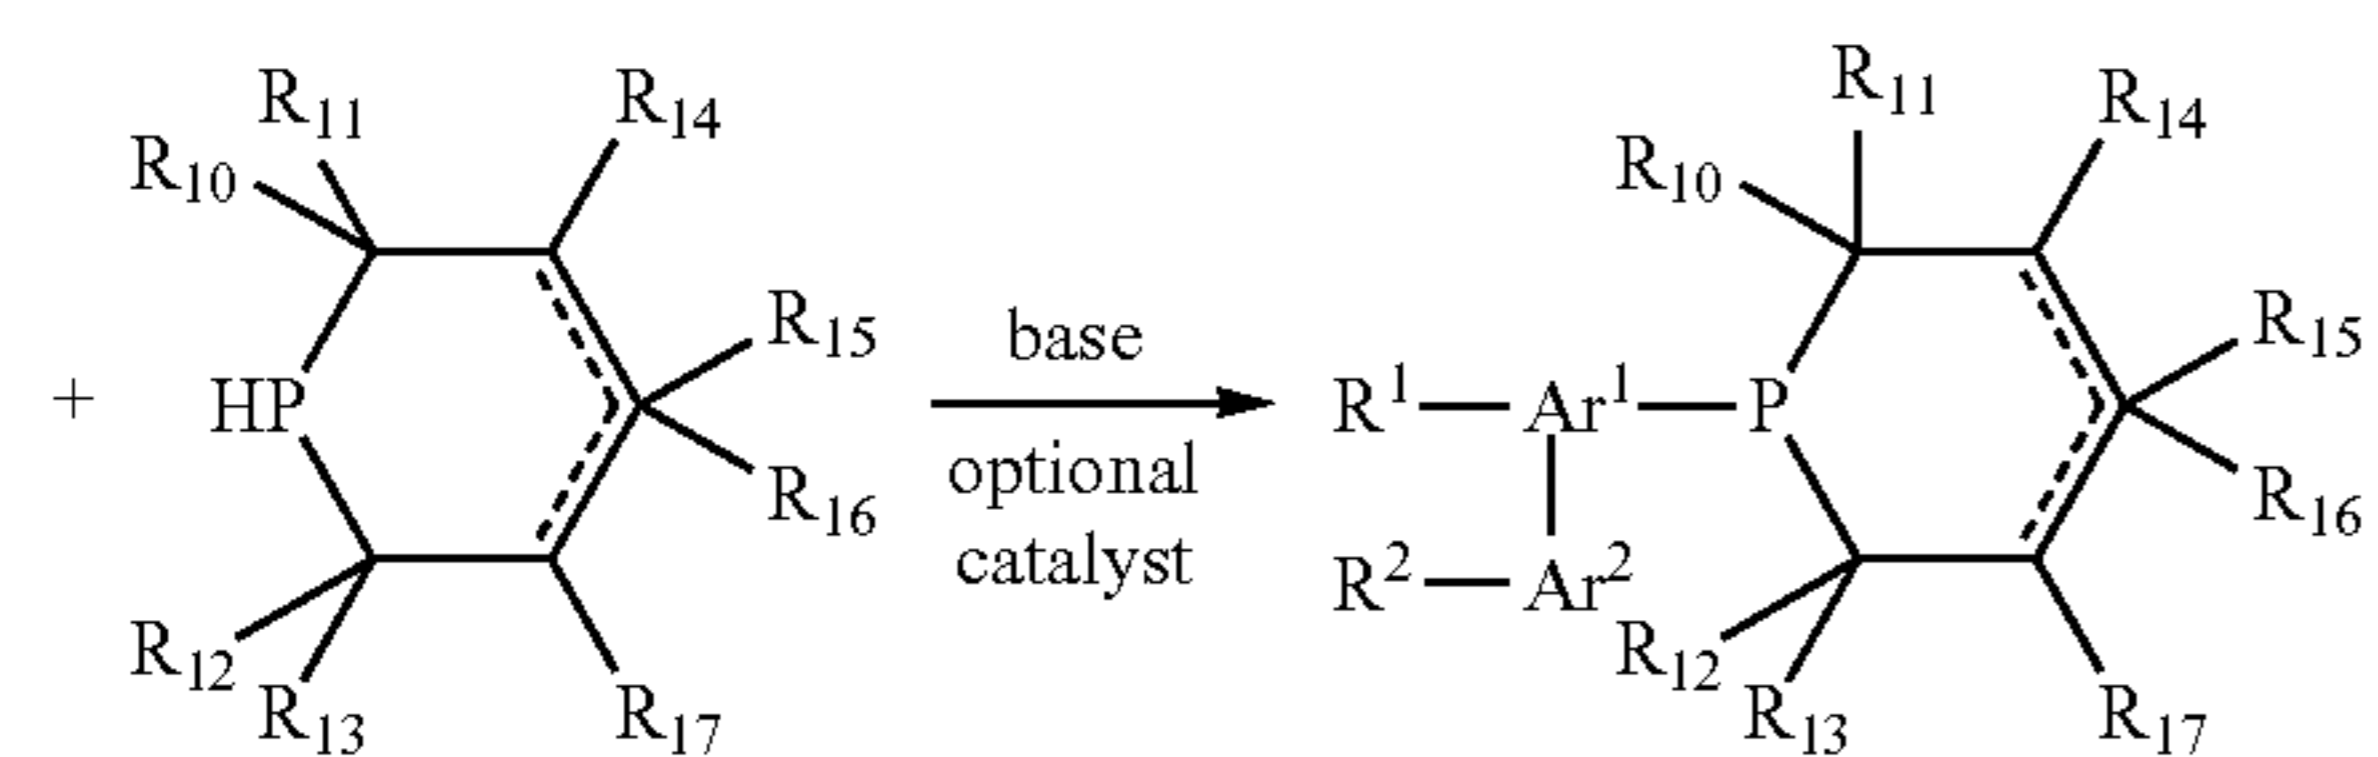 R11 R14 R11 R14
R10 R10
R15 R15
base
+ HP R1 Ar1 P
optional
R16 R16
catalyst R2 Ar2
R12 R12
R13 R17 R13 R17